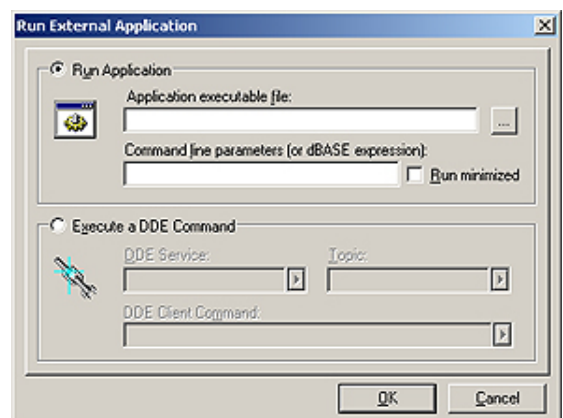 Run External Application
Run Application
Application executable file:
...
Command line parameters (or dBASE expression):
Run minimized
Execute a DDE Command
DDE Service:
Topic:
DDE Client Command:
OK
Cancel